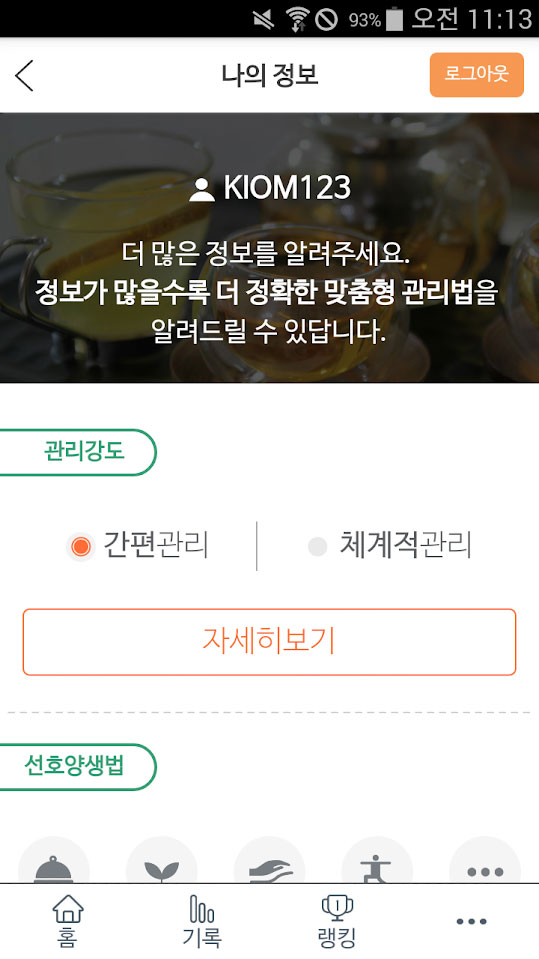 93% 오전 11:13
나의 정보
로그아웃
KIOM123
더 많은 정보를 알려주세요.
정보가 많을수록 더 정확한 맞춤형 관리법을
알려드릴 수 있답니다.
관리강도
간편관리
체계적관리
자세히보기
선호양생법
홈
기록
랭킹